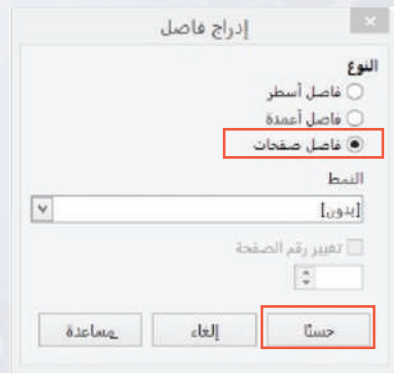 إدراج فاصل
النوع
فاصل أسطر
فاصل أعمدة
فاصل صفحات
النمط
[بدون]
تغيير رقم الصفحة
حسنًا إلغاء مساعدة